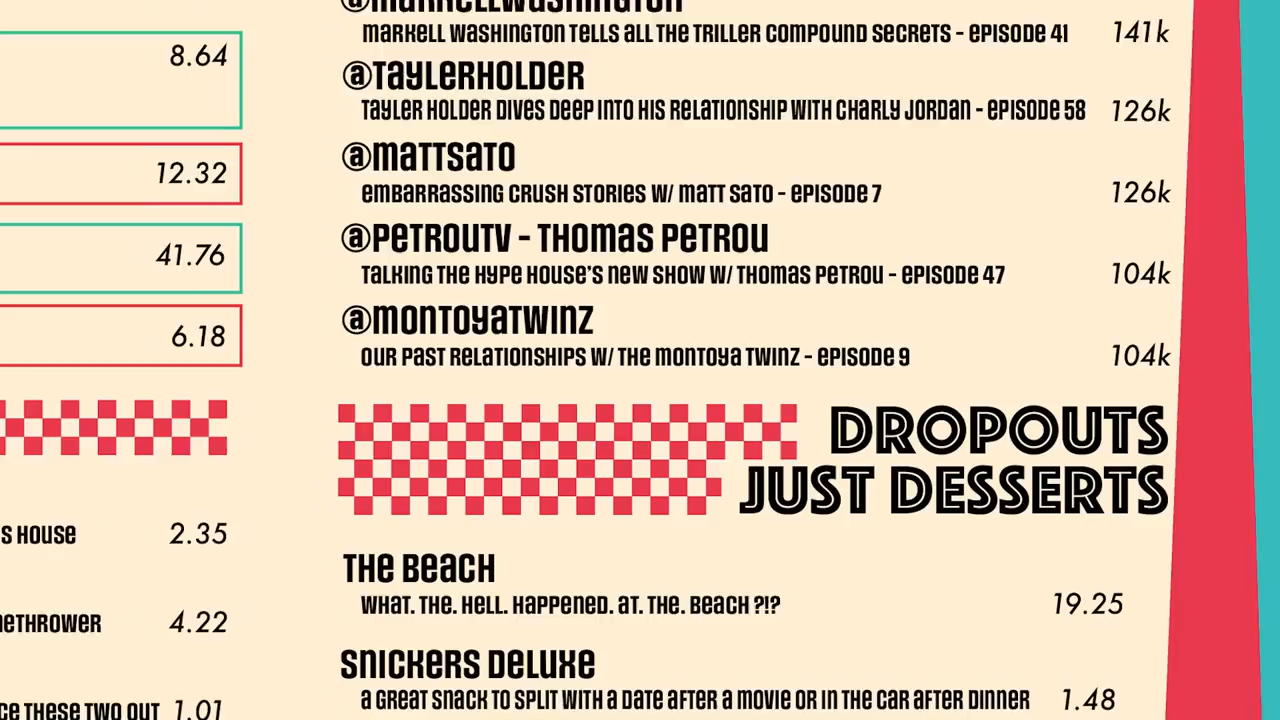 8.64
12.32
41.76
6.18
S HOUSE 2.35
4.22
CE THESE TWO OUT 1.01
@MARKELLWASHINGTON
MARKELL WASHINGTON TELLS ALL THE TRILLER COMPOUND SECRETS - EPISODE 41 141k
@TAYLERHOLDER
TAYLER HOLDER DIVES DEEP INTO HIS RELATIONSHIP WITH CHARLY JORDAN - EPISODE 58 126k
@MATTSATO
EMBARRASSING CRUSH STORIES W/ MATT SATO - EPISODE 7 126k
@PETROUTV - THOMAS PETROU
TALKING THE HYPE HOUSE'S NEW SHOW W/ THOMAS PETROU - EPISODE 47 104k
@MONTOYATWINZ
OUR PAST RELATIONSHIPS W/ THE MONTOYA TWINZ - EPISODE 9 104k
DROPOUTS
JUST DESSERTS
THE BEACH
WHAT. THE. HELL. HAPPENED. AT. THE. BEACH ?!? 19.25
SNICKERS DELUXE
A GREAT SNACK TO SPLIT WITH A DATE AFTER A MOVIE OR IN THE CAR AFTER DINNER 1.48